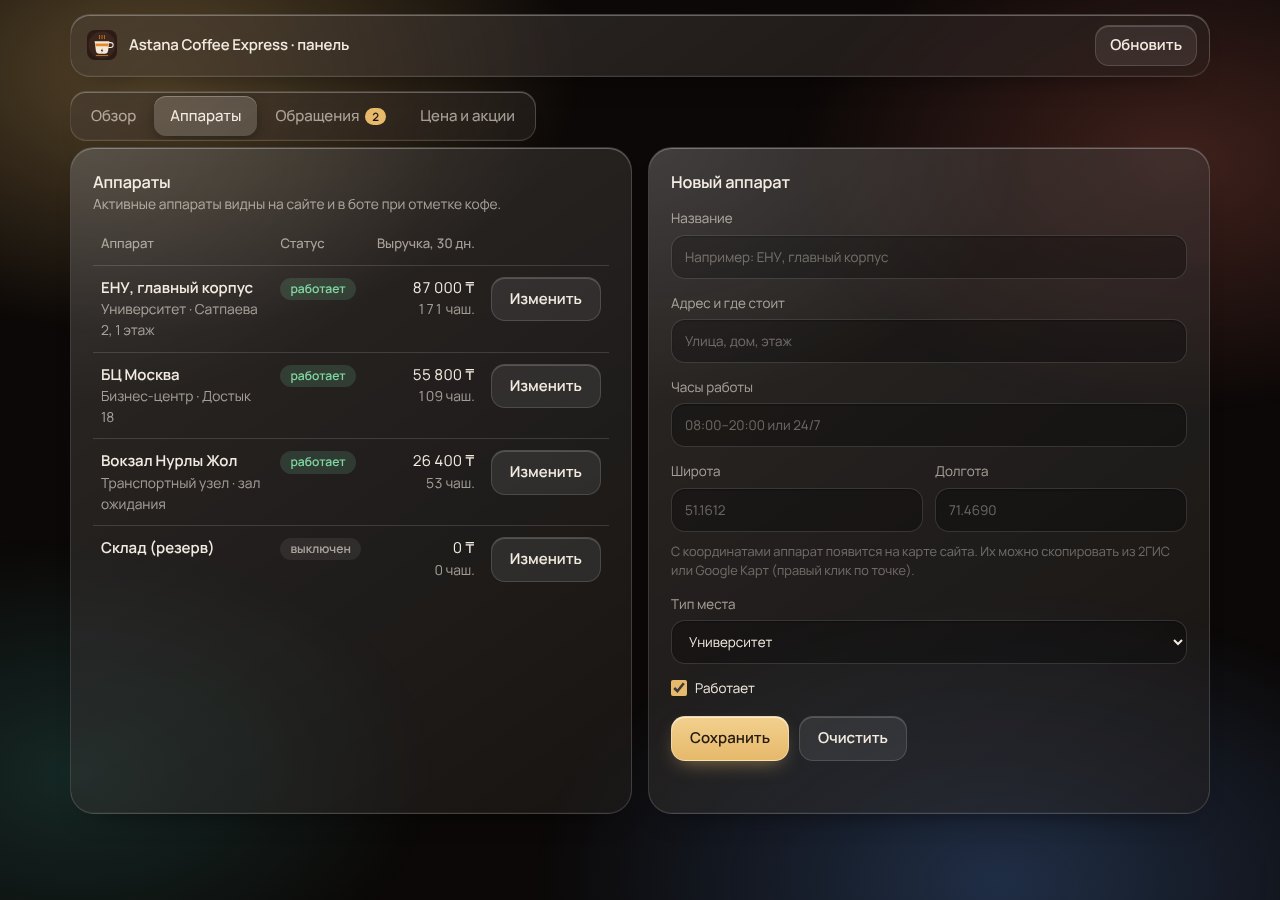 Astana Coffee Express · панель
Обновить
Обзор
Аппараты
Обращения 2
Цена и акции
Аппараты
Активные аппараты видны на сайте и в боте при отметке кофе.
Аппарат Статус Выручка, 30 дн.
ЕНУ, главный корпус работает 87 000 ₸ Изменить
Университет · Сатпаева 171 чаш.
2, 1 этаж
БЦ Москва работает 55 800 ₸ Изменить
Бизнес-центр · Достык 109 чаш.
18
Вокзал Нурлы Жол работает 26 400 ₸ Изменить
Транспортный узел · зал 53 чаш.
ожидания
Склад (резерв) выключен 0 ₸ Изменить
0 чаш.
Новый аппарат
Название
Например: ЕНУ, главный корпус
Адрес и где стоит
Улица, дом, этаж
Часы работы
08:00–20:00 или 24/7
Широта Долгота
51.1612 71.4690
С координатами аппарат появится на карте сайта. Их можно скопировать из 2ГИС
или Google Карт (правый клик по точке).
Тип места
Университет
Работает
Сохранить Очистить